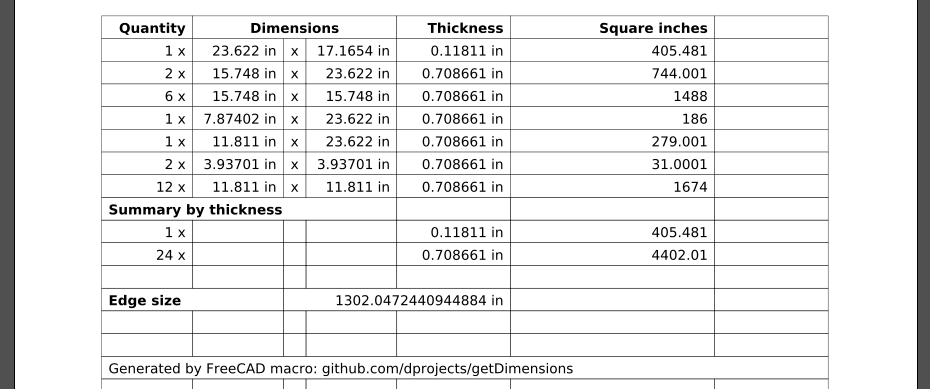 Quantity Dimensions Thickness Square inches
1 x 23.622 in x 17.1654 in 0.11811 in 405.481
2 x 15.748 in x 23.622 in 0.708661 in 744.001
6 x 15.748 in x 15.748 in 0.708661 in 1488
1 x 7.87402 in x 23.622 in 0.708661 in 186
1 x 11.811 in x 23.622 in 0.708661 in 279.001
2 x 3.93701 in x 3.93701 in 0.708661 in 31.0001
12 x 11.811 in x 11.811 in 0.708661 in 1674
Summary by thickness
1 x 0.11811 in 405.481
24 x 0.708661 in 4402.01
Edge size 1302.0472440944884 in
Generated by FreeCAD macro: github.com/dprojects/getDimensions